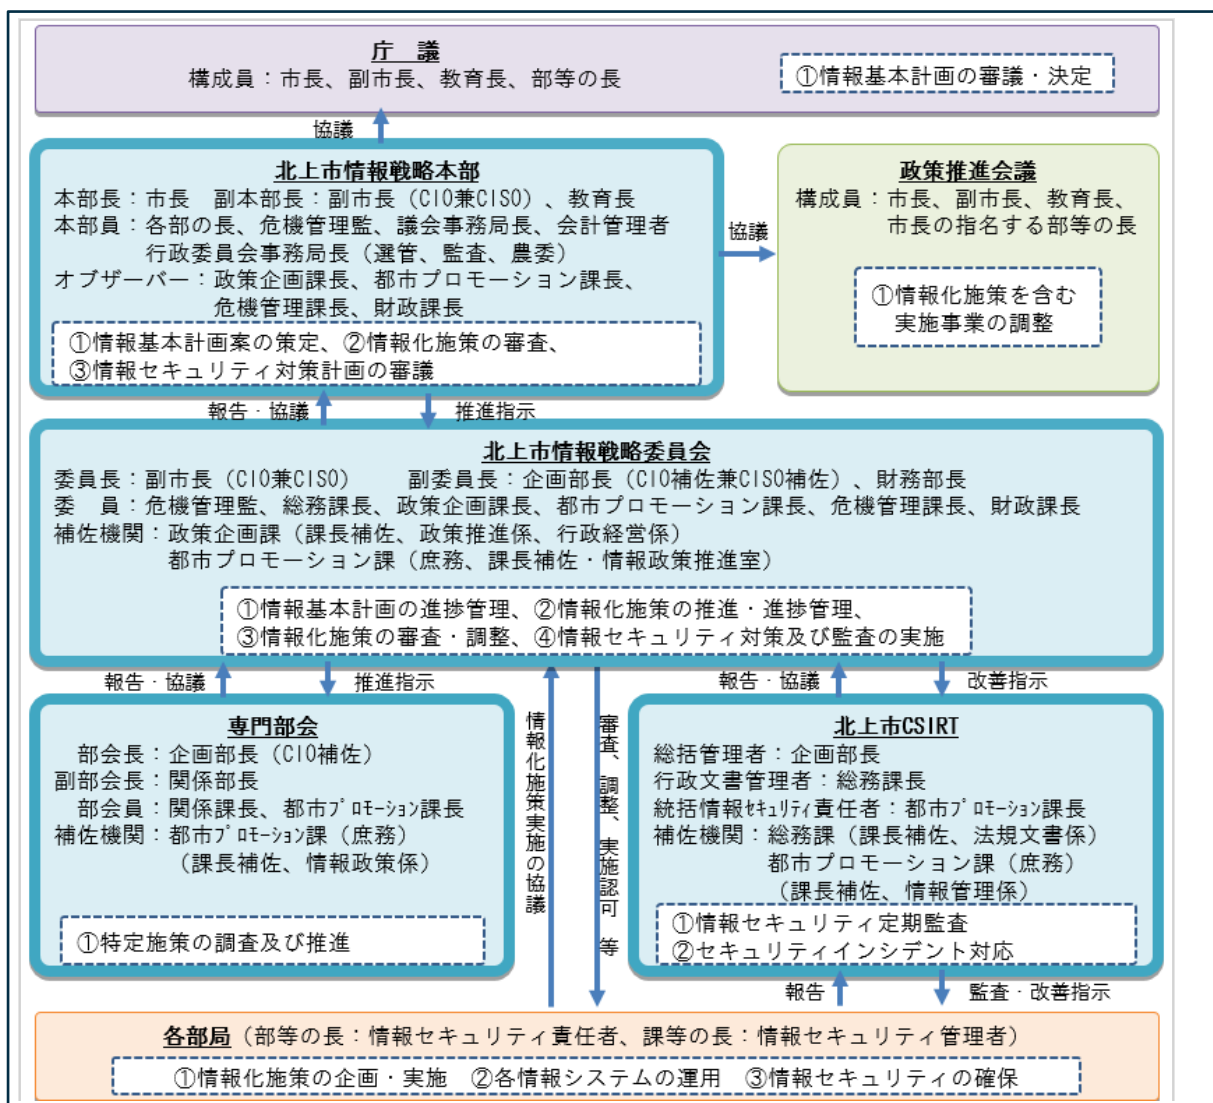 庁　議
構成員：市長、副市長、教育長、部等の長
①情報基本計画の審議・決定
協議
北上市情報戦略本部
本部長：市長　副本部長：副市長（CIO兼CISO）、教育長
本部員：各部の長、危機管理監、議会事務局長、会計管理者
行政委員会事務局長（選管、監査、農委）
オブザーバー：政策企画課長、都市プロモーション課長、
危機管理課長、財政課長
①情報基本計画案の策定、②情報化施策の審査、
③情報セキュリティ対策計画の審議
協議
政策推進会議
構成員：市長、副市長、教育長、
市長の指名する部等の長
①情報化施策を含む
実施事業の調整
報告・協議
推進指示
北上市情報戦略委員会
委員長：副市長（CIO兼CISO）　　副委員長：企画部長（CIO補佐兼CISO補佐）、財務部長
委　員：危機管理監、総務課長、政策企画課長、都市プロモーション課長、危機管理課長、財政課長
補佐機関：政策企画課（課長補佐、政策推進係、行政経営係）
都市プロモーション課（庶務、課長補佐・情報政策推進室）
①情報基本計画の進捗管理、②情報化施策の推進・進捗管理、
③情報化施策の審査・調整、④情報セキュリティ対策及び監査の実施
報告・協議
推進指示
専門部会
部会長：企画部長（CIO補佐）
副部会長：関係部長
部会員：関係課長、都市ﾌﾟﾛﾓｰｼｮﾝ課長
補佐機関：都市ﾌﾟﾛﾓｰｼｮﾝ課（庶務）
（課長補佐、情報政策係）
①特定施策の調査及び推進
情報化施策実施の協議
審査、調整、実施認可　等
報告・協議
改善指示
北上市CSIRT
総括管理者：企画部長
行政文書管理者：総務課長
統括情報ｾｷｭﾘﾃｨ責任者：都市ﾌﾟﾛﾓｰｼｮﾝ課長
補佐機関：総務課（課長補佐、法規文書係）
都市プロモーション課（庶務）
（課長補佐、情報管理係）
①情報セキュリティ定期監査
②セキュリティインシデント対応
報告
監査・改善指示
各部局（部等の長：情報セキュリティ責任者、課等の長：情報セキュリティ管理者）
①情報化施策の企画・実施　②各情報システムの運用　③情報セキュリティの確保